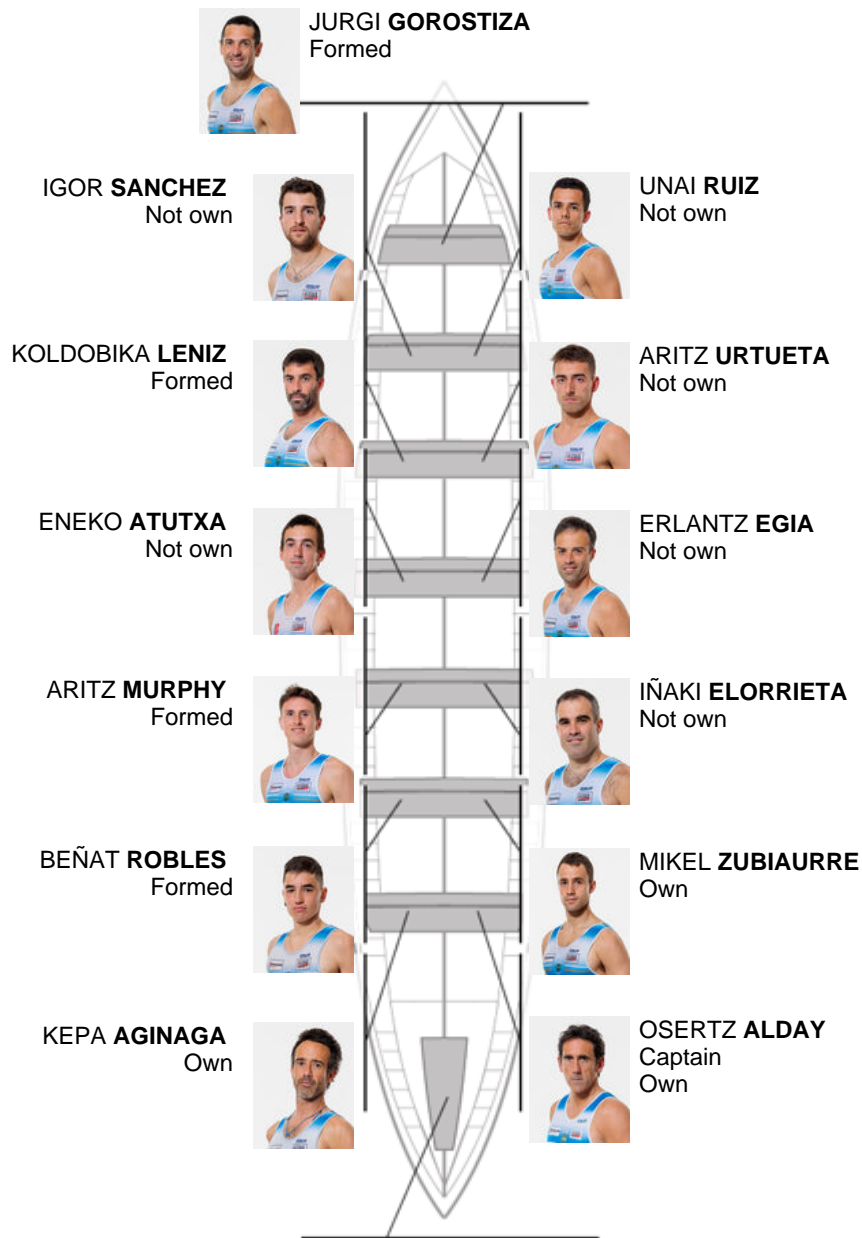 JURGI GOROSTIZA
Formed
IGOR SANCHEZ
Not own
UNAI RUIZ
Not own
KOLDOBIKA LENIZ
Formed
ARITZ URTUETA
Not own
ENEKO ATUTXA
Not own
ERLANTZ EGIA
Not own
ARITZ MURPHY
Formed
IÑAKI ELORRIETA
Not own
BEÑAT ROBLES
Formed
MIKEL ZUBIAURRE
Own
KEPA AGINAGA
Own
OSERTZ ALDAY
Captain
Own